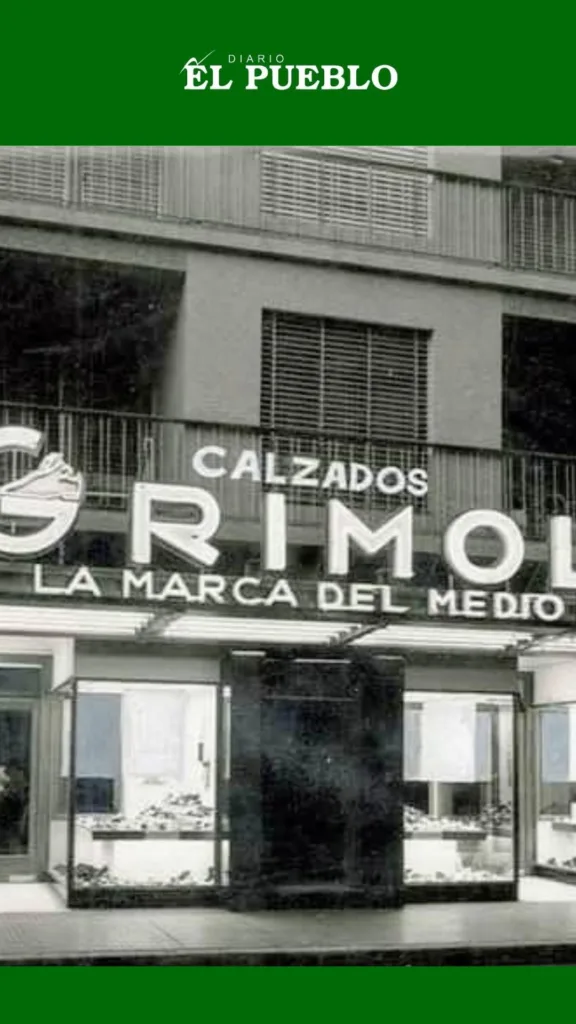 DIARIO
EL PUEBLO
CALZADOS
GRIMOL
LA MARCA DEL MEDIO